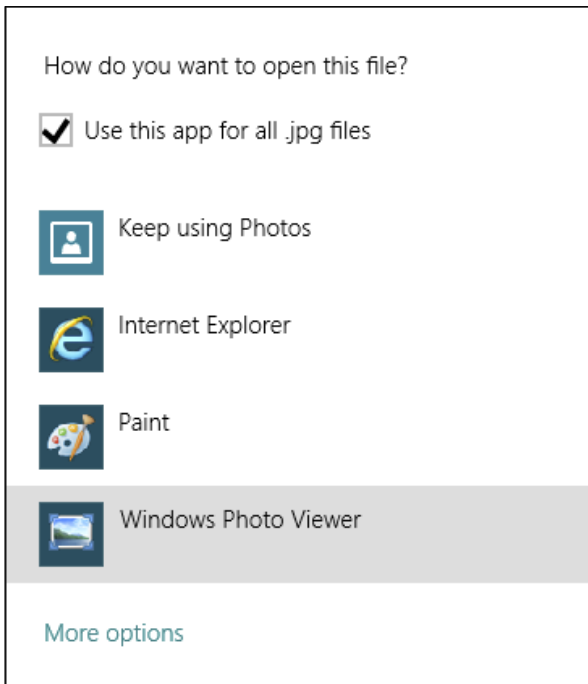 How do you want to open this file?
Use this app for all .jpg files
Keep using Photos
Internet Explorer
Paint
Windows Photo Viewer
More options